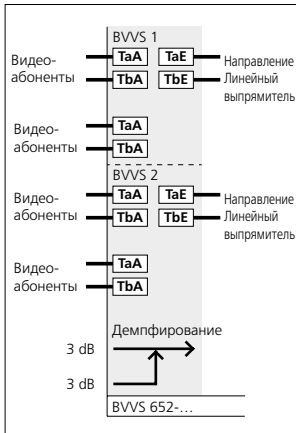 BVVS 1
Видео-
абоненты
TaA TaE Направление
TbA TbE Линейный
выпрямитель
Видео-
абоненты
TaA
TbA
BVVS 2
Видео-
абоненты
TaA TaE Направление
TbA TbE Линейный
выпрямитель
Видео-
абоненты
TaA
TbA
Демпфирование
3 dB
3 dB
BVVS 652-...